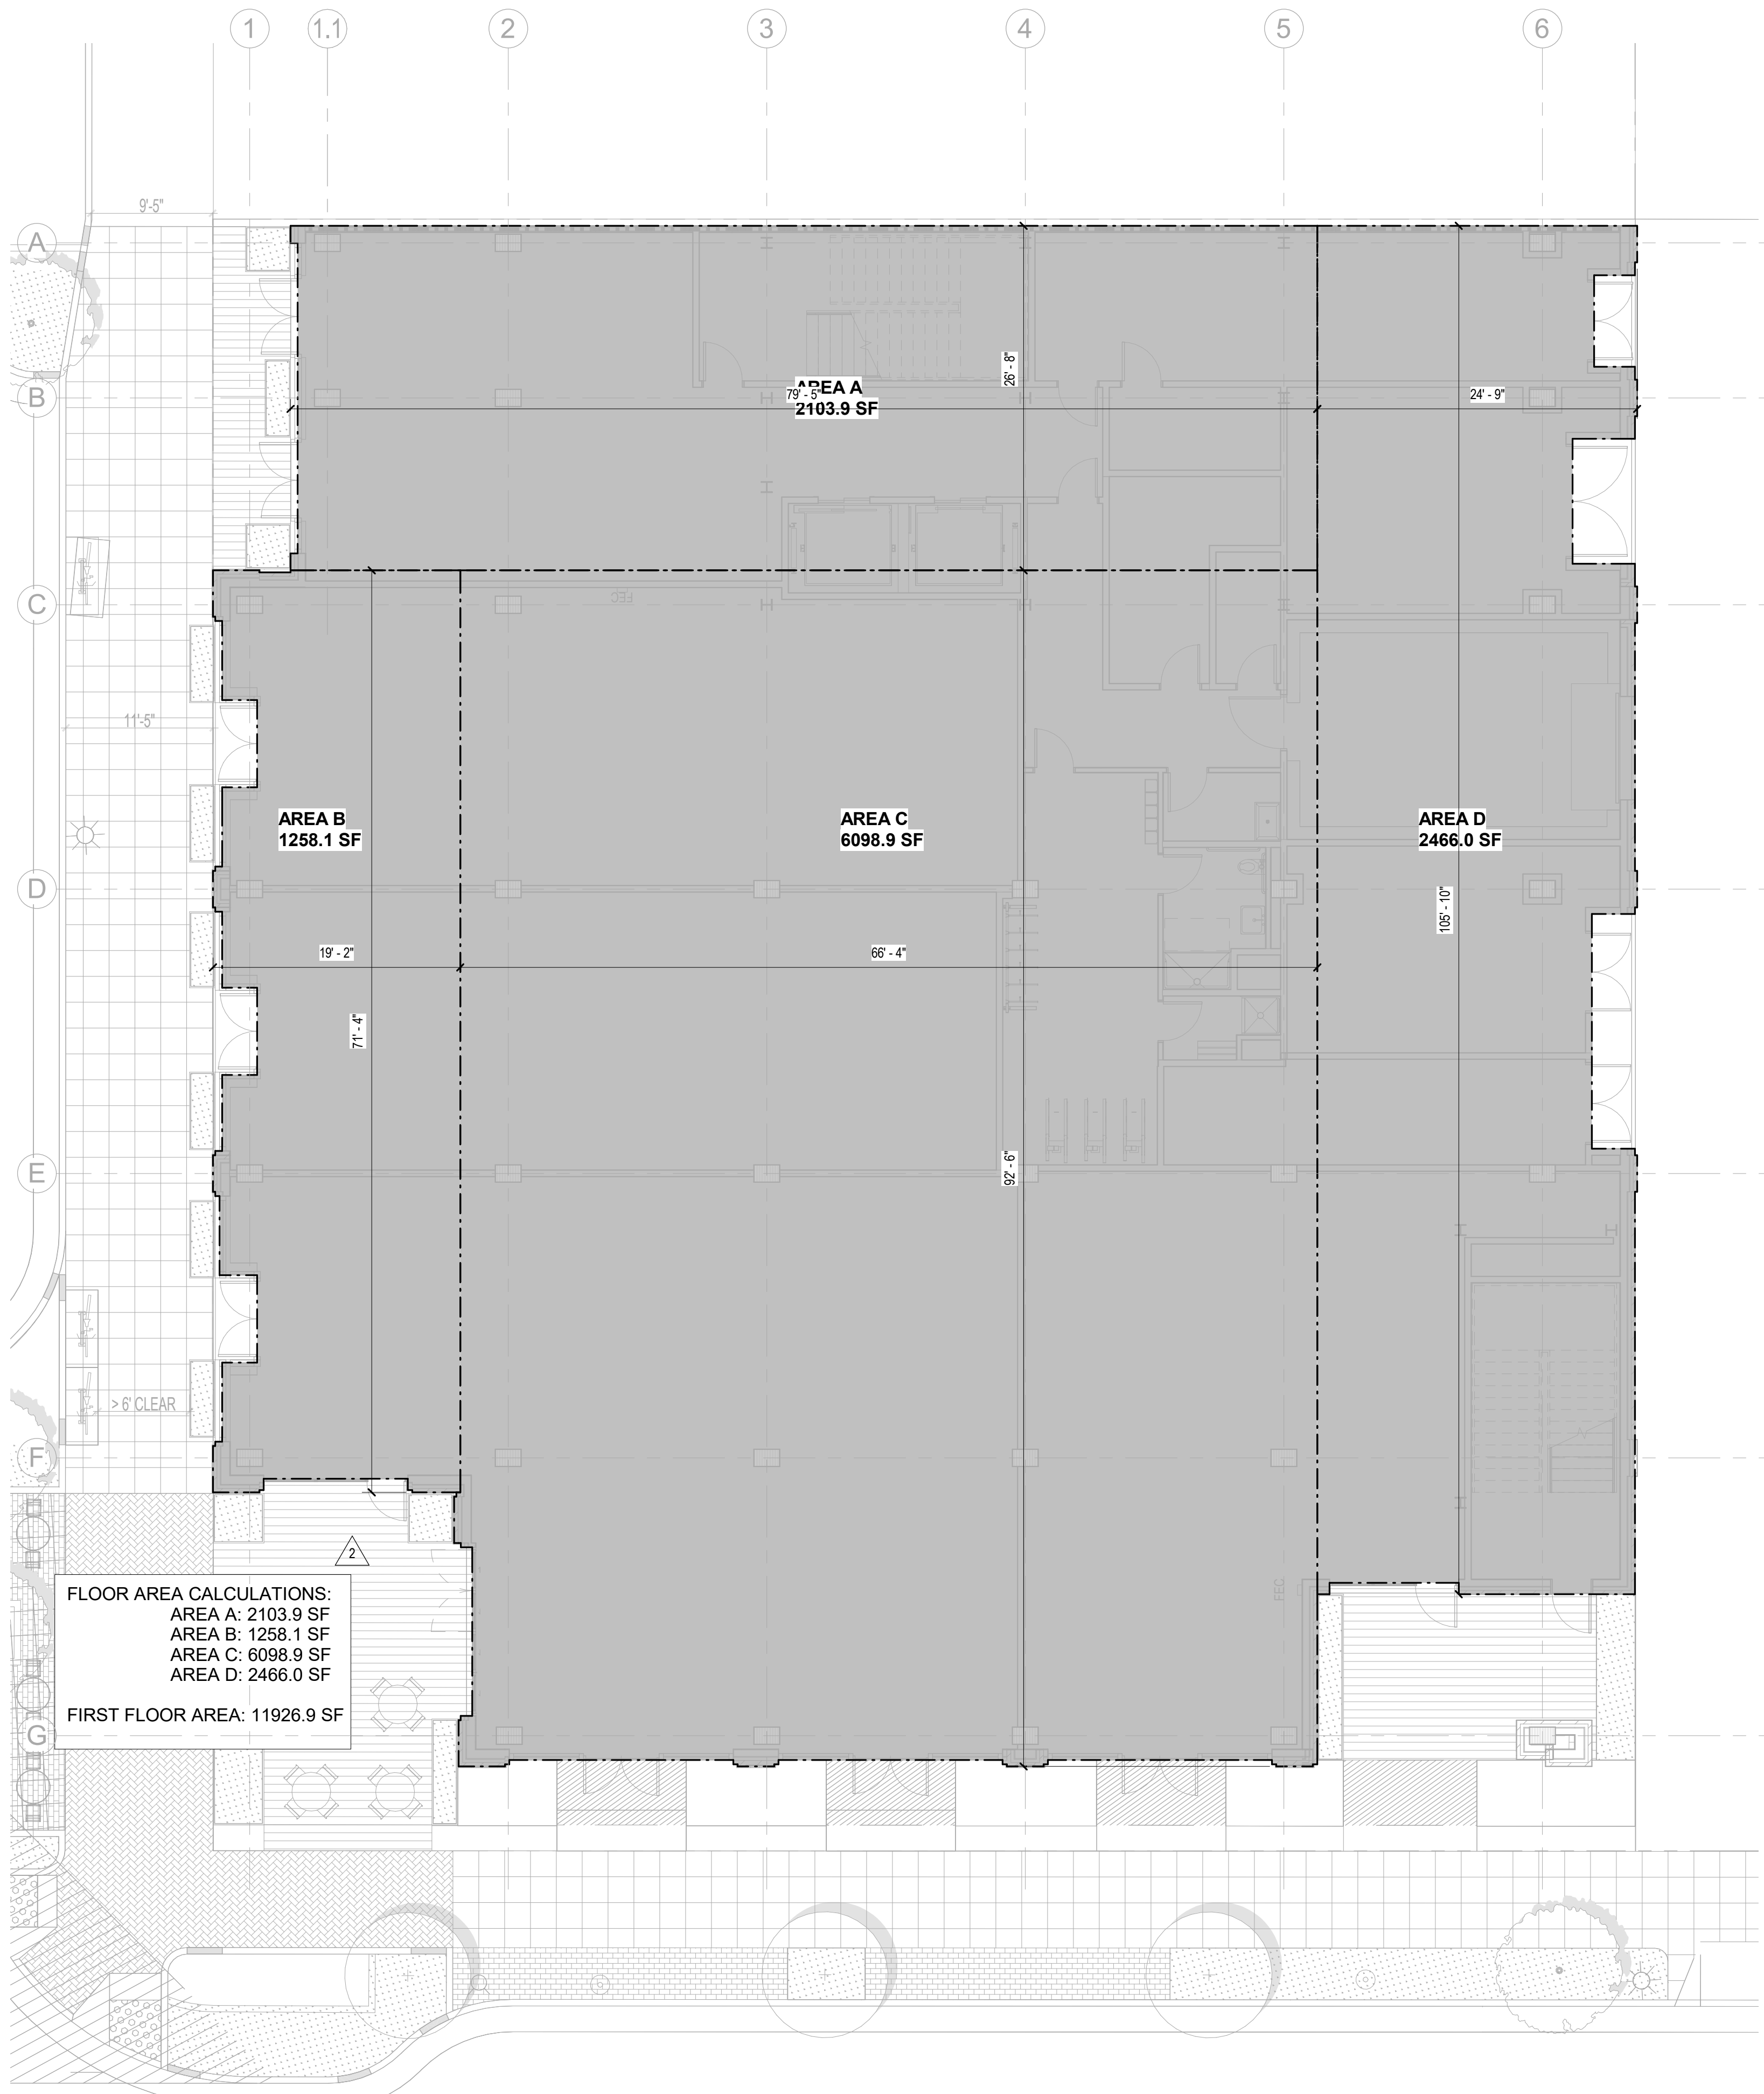 1 1.1 2 3 4 5 6
9'-5"
A
26' - 8"
AREA A
79' - 5"
2103.9 SF
24' - 9"
B
C
FEC
11'-5"
AREA B
1258.1 SF
AREA C
6098.9 SF
AREA D
2466.0 SF
D
105' - 10"
19' - 2"
66' - 4"
71' - 4"
92' - 6"
E
> 6' CLEAR
F
2
FEC
FLOOR AREA CALCULATIONS:
AREA A: 2103.9 SF
AREA B: 1258.1 SF
AREA C: 6098.9 SF
AREA D: 2466.0 SF
FIRST FLOOR AREA: 11926.9 SF
G